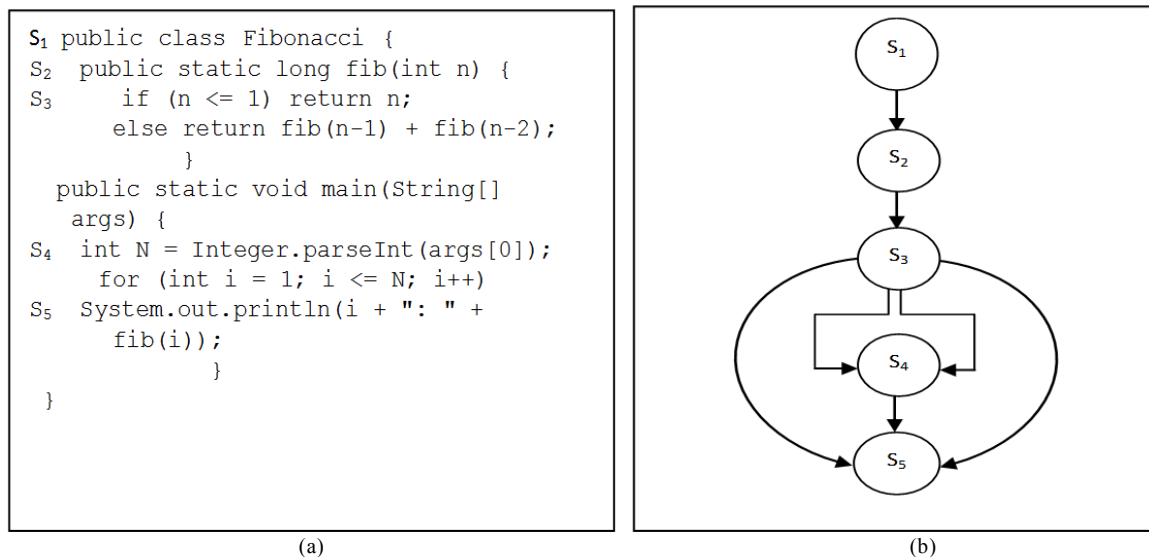 S₁ public class Fibonacci {
S₂ public static long fib(int n) {
S₃ if (n <= 1) return n;
else return fib(n-1) + fib(n-2);
}
public static void main(String[]
args) {
S₄ int N = Integer.parseInt(args[0]);
for (int i = 1; i <= N; i++)
S₅ System.out.println(i + ": " +
fib(i));
}
}
(a)
S₁
S₂
S₃
S₄
S₅
(b)